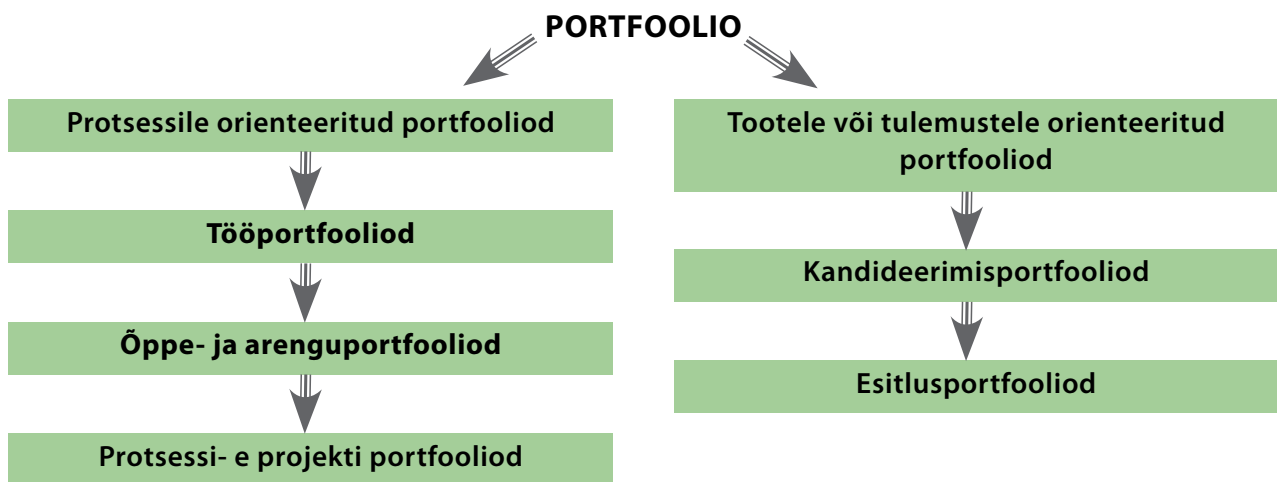 PORTFOOLIO
Protsessile orienteeritud portfooliod
Tööportfooliod
Õppe- ja arenguportfooliod
Protsessi- e projekti portfooliod
Tootele või tulemustele orienteeritud
portfooliod
Kandideerimisportfooliod
Esitlusportfooliod